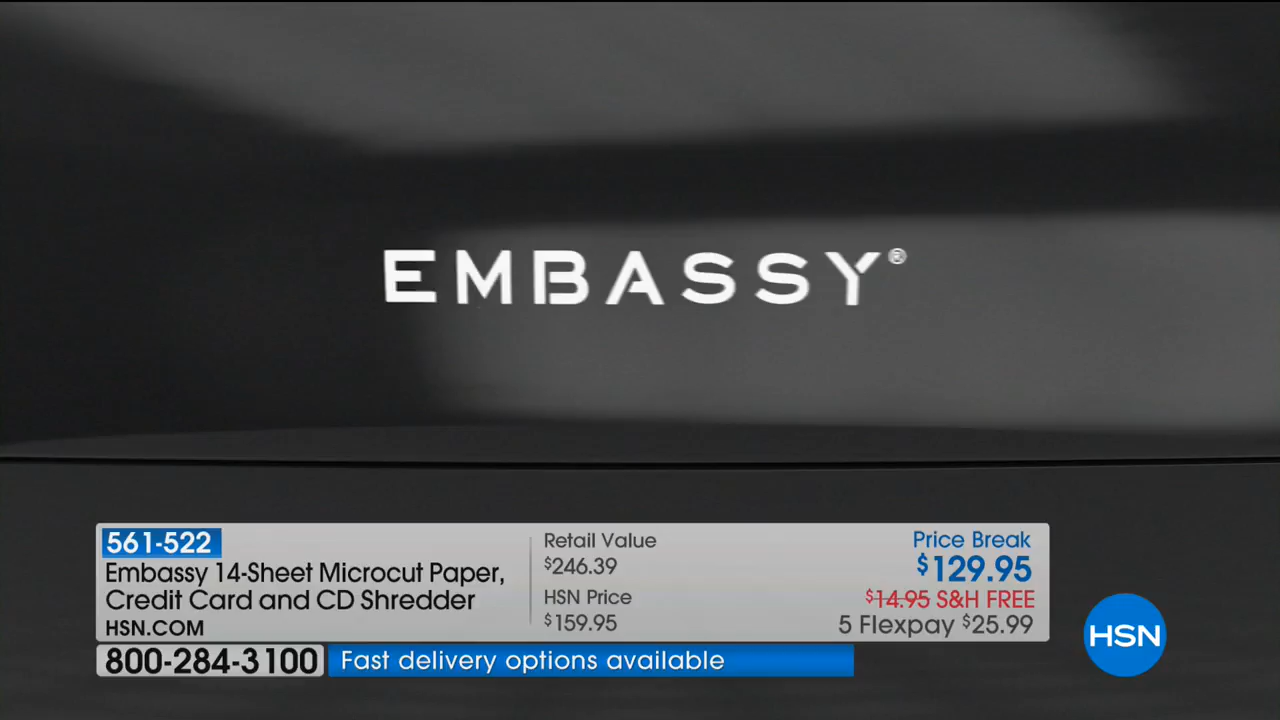 EMBASSY®
561-522
Embassy 14-Sheet Microcut Paper,
Credit Card and CD Shredder
HSN.COM
Retail Value
$246.39
HSN Price
$159.95
Price Break
$129.95
$14.95 S&H FREE
5 Flexpay $25.99
800-284-3100
Fast delivery options available
HSN